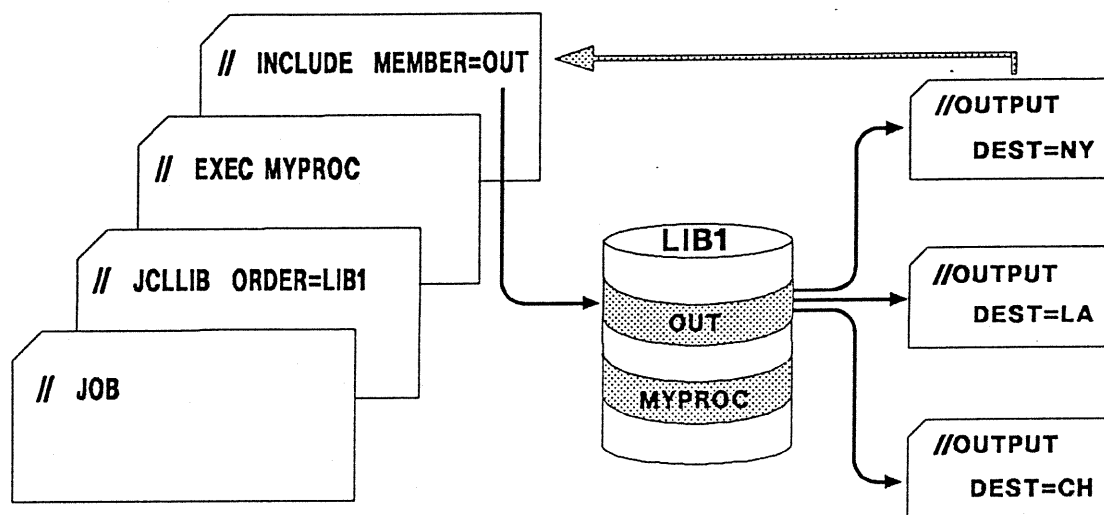 // INCLUDE MEMBER=OUT
// EXEC MYPROC
// JCLLIB ORDER=LIB1
// JOB
LIB1
OUT
MYPROC
//OUTPUT
DEST=NY
//OUTPUT
DEST=LA
//OUTPUT
DEST=CH